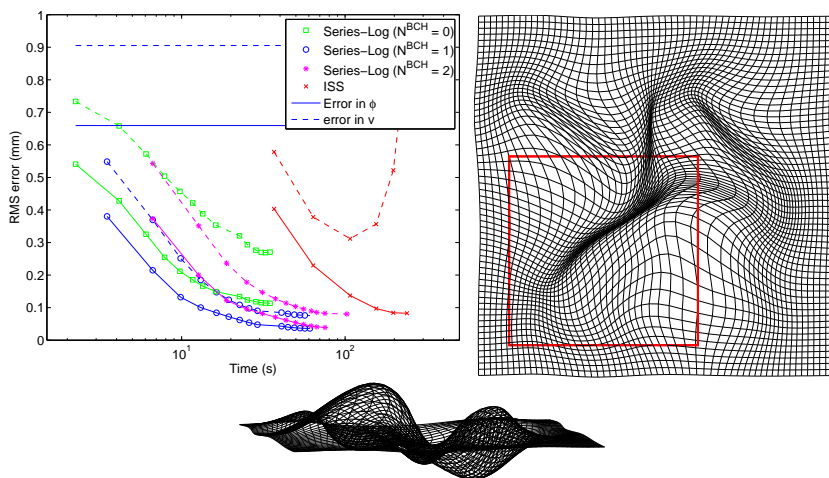 1
0.9
0.8
0.7
0.6
0.5
0.4
0.3
0.2
0.1
0
RMS error (mm)
10^1
10^2
Time (s)
Series-Log (N^BCH = 0)
Series-Log (N^BCH = 1)
Series-Log (N^BCH = 2)
ISS
Error in ϕ
error in v